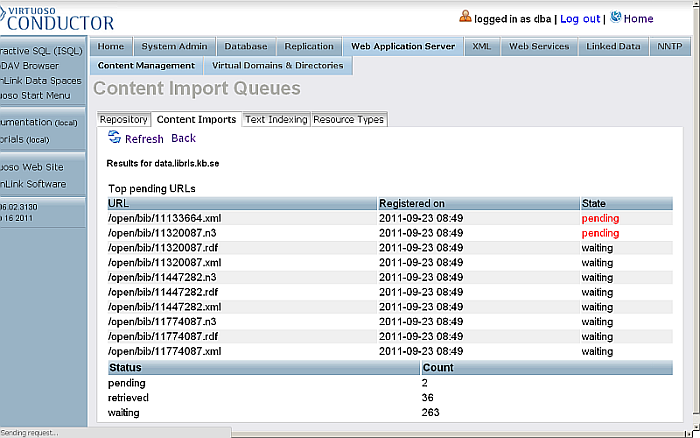 VIRTUOSO
CONDUCTOR
logged in as dba | Log out | Home
ractive SQL (ISQL)
DAV Browser
nLink Data Spaces
uoso Start Menu
umentation (local)
orials (local)
uoso Web Site
nLink Software
06.02.3130
16 2011
Home System Admin Database Replication Web Application Server XML Web Services Linked Data NNTP
Content Management Virtual Domains & Directories
Content Import Queues
Repository Content Imports Text Indexing Resource Types
Refresh Back
Results for data.libris.kb.se
Top pending URLs
URL Registered on State
/open/bib/11133664.xml 2011-09-23 08:49 pending
/open/bib/11320087.n3 2011-09-23 08:49 pending
/open/bib/11320087.rdf 2011-09-23 08:49 waiting
/open/bib/11320087.xml 2011-09-23 08:49 waiting
/open/bib/11447282.n3 2011-09-23 08:49 waiting
/open/bib/11447282.rdf 2011-09-23 08:49 waiting
/open/bib/11447282.xml 2011-09-23 08:49 waiting
/open/bib/11774087.n3 2011-09-23 08:49 waiting
/open/bib/11774087.rdf 2011-09-23 08:49 waiting
/open/bib/11774087.xml 2011-09-23 08:49 waiting
Status Count
pending 2
retrieved 36
waiting 263
Sending request...